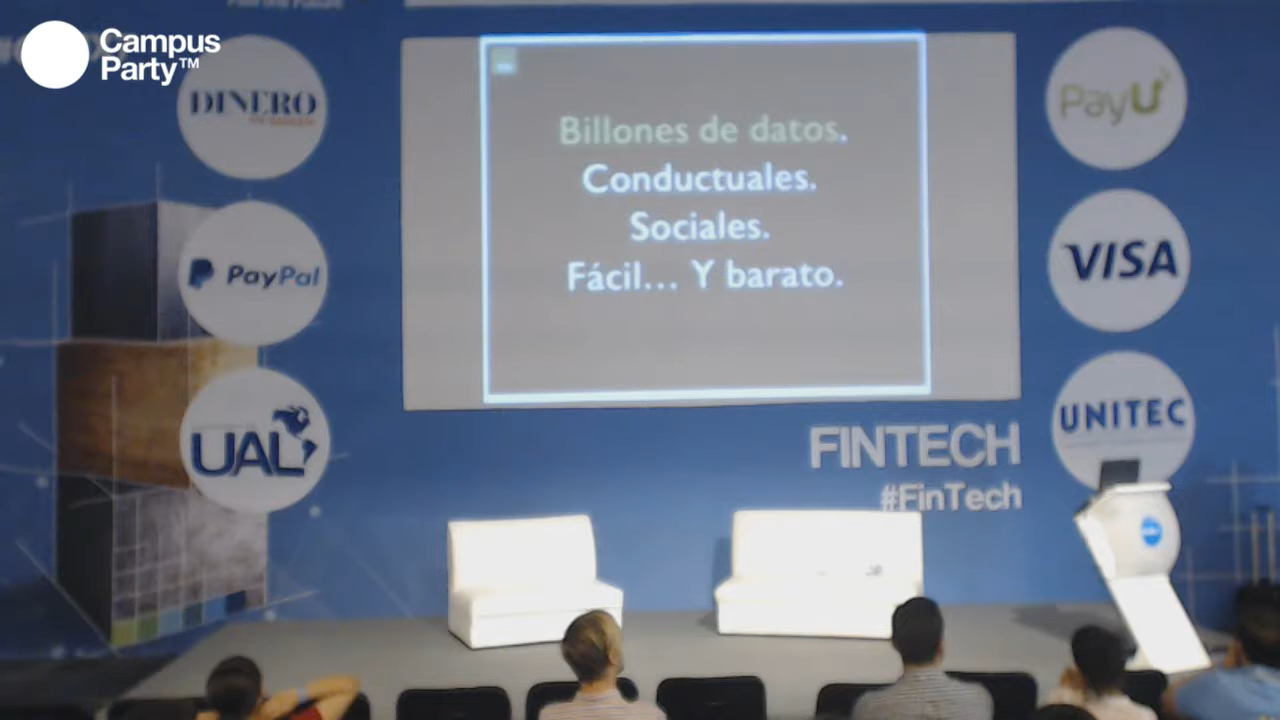 Campus
Party™
DINERO
PayPal
UAL
Billones de datos.
Conductuales.
Sociales.
Fácil... Y barato.
PayU
VISA
UNITEC
FINTECH
#FinTech